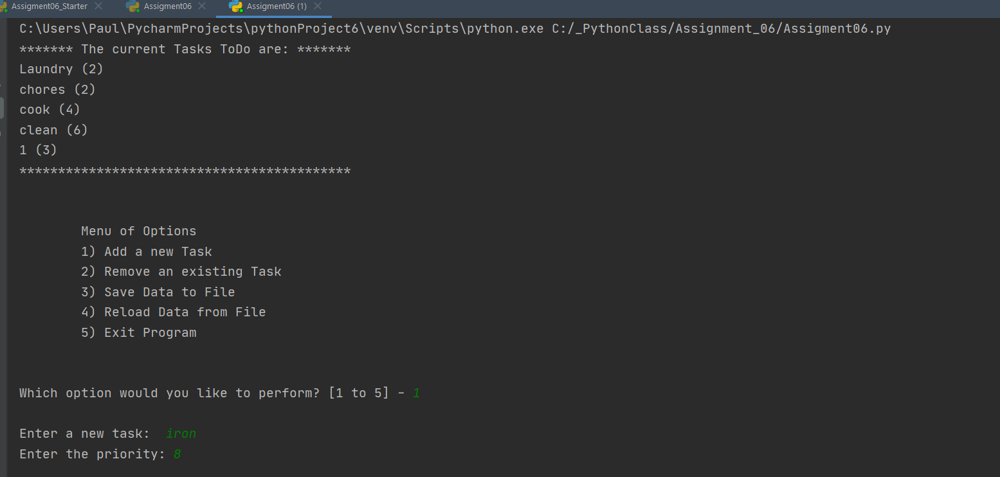 Assigment06_Starter Assigment06 Assigment06 (1)
C:\Users\Paul\PycharmProjects\pythonProject6\venv\Scripts\python.exe C:/_PythonClass/Assignment_06/Assigment06.py
******* The current Tasks ToDo are: *******
Laundry (2)
chores (2)
cook (4)
clean (6)
1 (3)
*******************************************
Menu of Options
1) Add a new Task
2) Remove an existing Task
3) Save Data to File
4) Reload Data from File
5) Exit Program
Which option would you like to perform? [1 to 5] - 1
Enter a new task:  iron
Enter the priority: 8